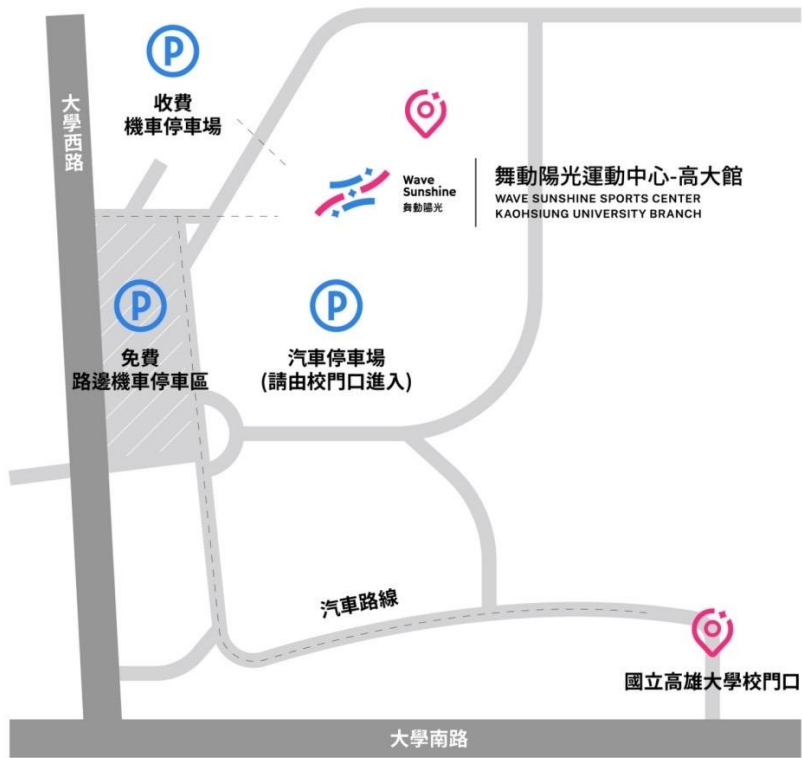 P
收費
機車停車場
大學西路
Wave
Sunshine
舞動陽光
舞動陽光運動中心-高大館
WAVE SUNSHINE SPORTS CENTER
KAOHSIUNG UNIVERSITY BRANCH
P
免費
路邊機車停車區
P
汽車停車場
(請由校門口進入)
汽車路線
國立高雄大學校門口
大學南路